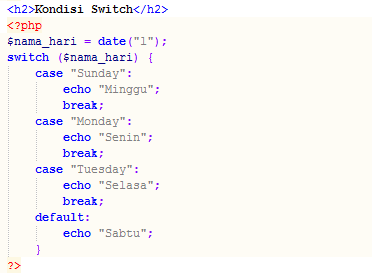 <h2>Kondisi Switch</h2>
<?php
$nama_hari = date("l");
switch ($nama_hari) {
    case "Sunday":
        echo "Minggu";
        break;
    case "Monday":
        echo "Senin";
        break;
    case "Tuesday":
        echo "Selasa";
        break;
    default:
        echo "Sabtu";
    }
?>